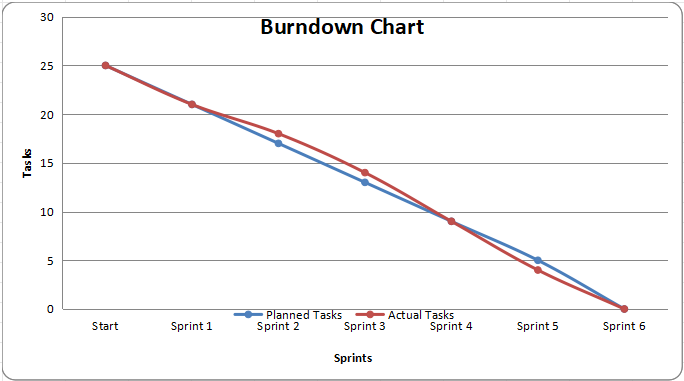 Burndown Chart
30
25
20
15
10
5
0
Tasks
Planned Tasks Actual Tasks
Start Sprint 1 Sprint 2 Sprint 3 Sprint 4 Sprint 5 Sprint 6
Sprints